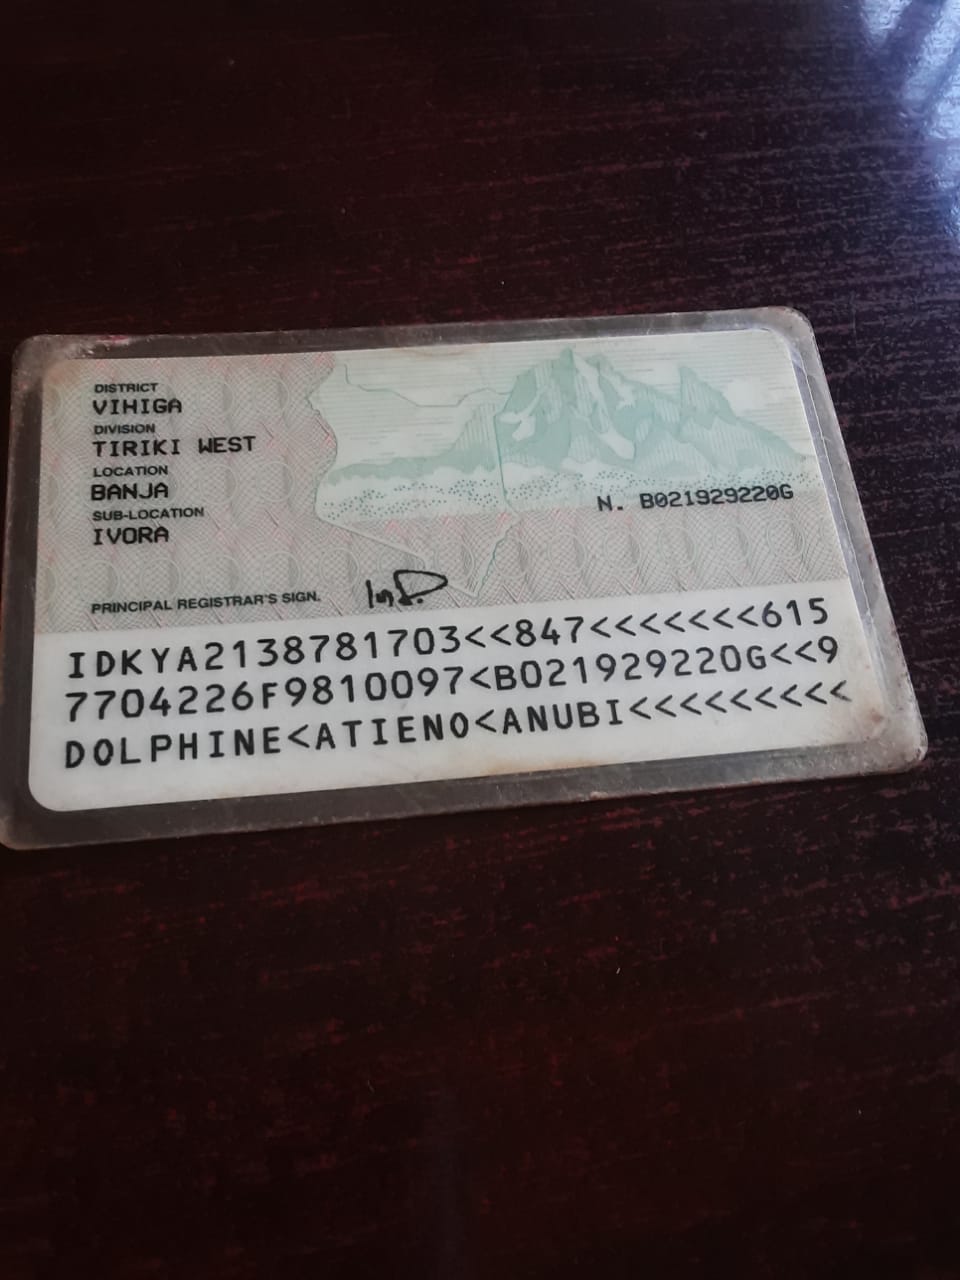 DISTRICT
VIHIGA
DIVISION
TIRIKI WEST
LOCATION
BANJA
SUB-LOCATION
IVORA
N. B021929220G
PRINCIPAL REGISTRAR'S SIGN.
IDKYA2138781703<<847<<<<<<<615
7704226F9810097<B021929220G<<9
DOLPHINE<ATIENO<ANUBI<<<<<<<<<